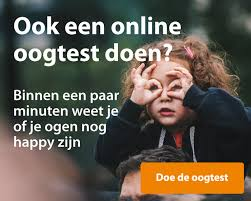 Ook een online
oogtest doen?
Binnen een paar
minuten weet je
of je ogen nog
happy zijn
Doe de oogtest